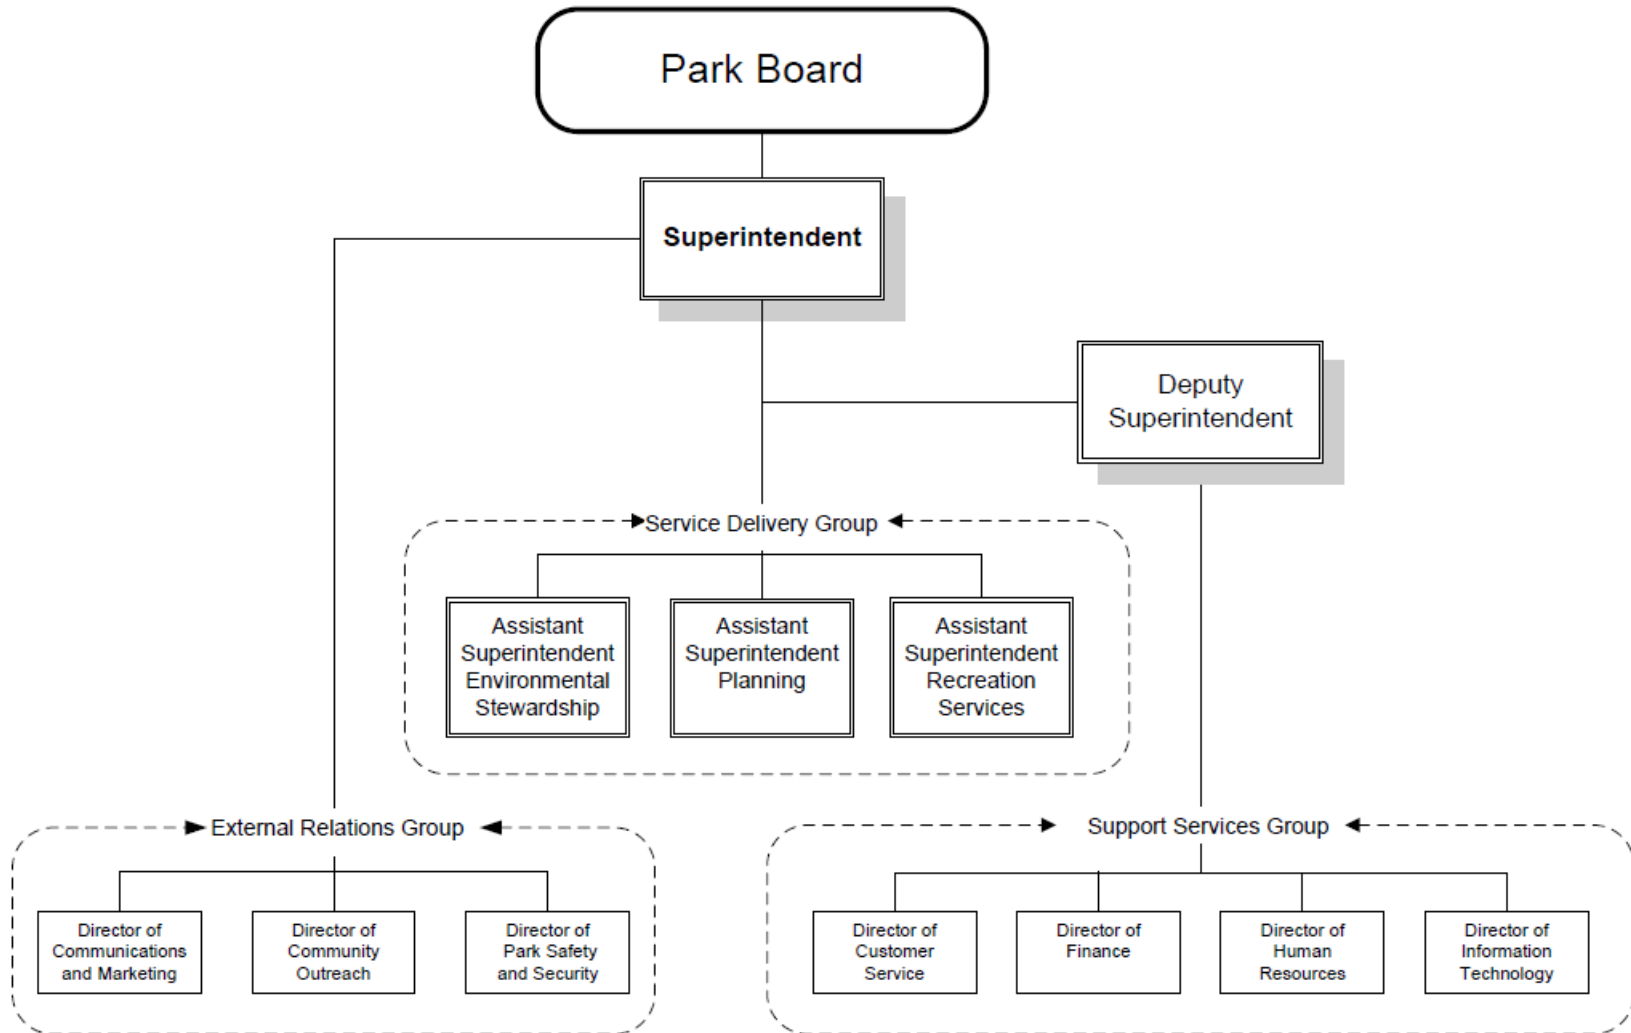 Park Board
Superintendent
Deputy
Superintendent
Service Delivery Group
Assistant
Superintendent
Environmental
Stewardship
Assistant
Superintendent
Planning
Assistant
Superintendent
Recreation
Services
External Relations Group
Support Services Group
Director of
Communications
and Marketing
Director of
Community
Outreach
Director of
Park Safety
and Security
Director of
Customer
Service
Director of
Finance
Director of
Human
Resources
Director of
Information
Technology